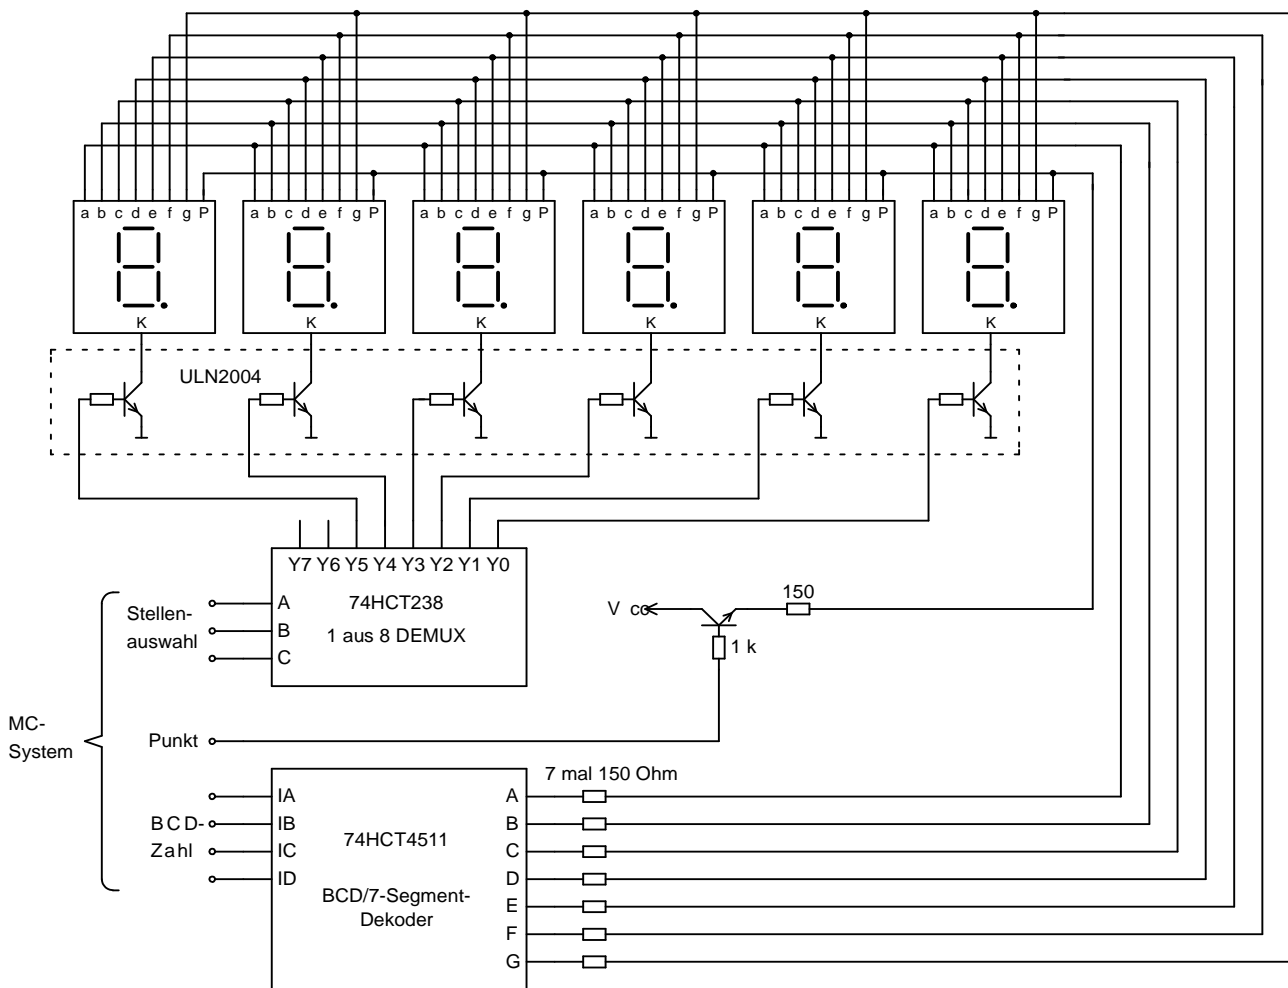 a b c d e f g P a b c d e f g P a b c d e f g P a b c d e f g P a b c d e f g P a b c d e f g P
K K K K K K
ULN2004
Y7 Y6 Y5 Y4 Y3 Y2 Y1 Y0
Stellen-
auswahl
A
B
C
74HCT238
1 aus 8 DEMUX
V cc
150
1 k
MC-
System
Punkt
7 mal 150 Ohm
BCD-
Zahl
IA
IB
IC
ID
74HCT4511
BCD/7-Segment-
Dekoder
A
B
C
D
E
F
G